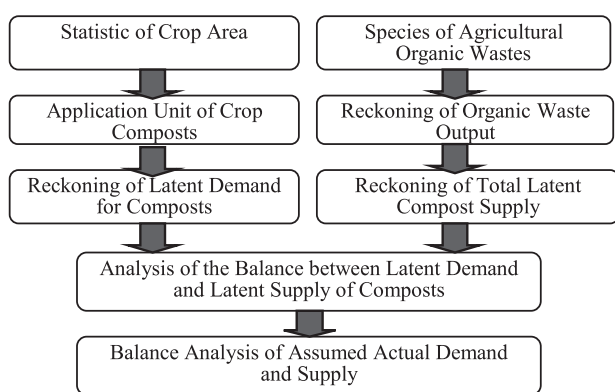 Statistic of Crop Area
Species of Agricultural
Organic Wastes
Application Unit of Crop
Composts
Reckoning of Organic Waste
Output
Reckoning of Latent Demand
for Composts
Reckoning of Total Latent
Compost Supply
Analysis of the Balance between Latent Demand
and Latent Supply of Composts
Balance Analysis of Assumed Actual Demand
and Supply